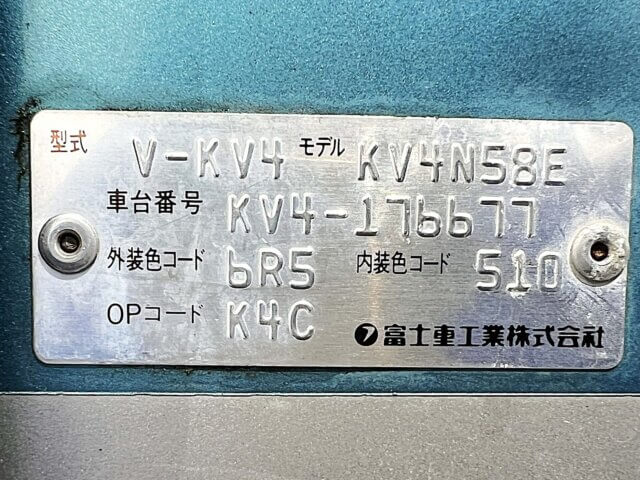 型式 V-KV4 モデル KV4N58E
車台番号 KV4-176677
外装色コード 6R5 内装色コード 510
OPコード K4C 富士重工業株式会社